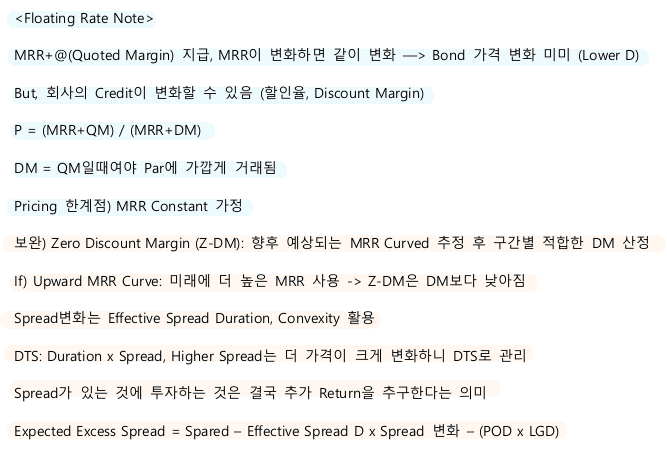 <Floating Rate Note>
MRR+@(Quoted Margin) 지급, MRR이 변화하면 같이 변화 —> Bond 가격 변화 미미 (Lower D)
But, 회사의 Credit이 변화할 수 있음 (할인율, Discount Margin)
P = (MRR+QM) / (MRR+DM)
DM = QM일때여야 Par에 가깝게 거래됨
Pricing 한계점) MRR Constant 가정
보완) Zero Discount Margin (Z-DM): 향후 예상되는 MRR Curved 추정 후 구간별 적합한 DM 산정
If) Upward MRR Curve: 미래에 더 높은 MRR 사용 -> Z-DM은 DM보다 낮아짐
Spread변화는 Effective Spread Duration, Convexity 활용
DTS: Duration x Spread, Higher Spread는 더 가격이 크게 변화하니 DTS로 관리
Spread가 있는 것에 투자하는 것은 결국 추가 Return을 추구한다는 의미
Expected Excess Spread = Spared – Effective Spread D x Spread 변화 – (POD x LGD)